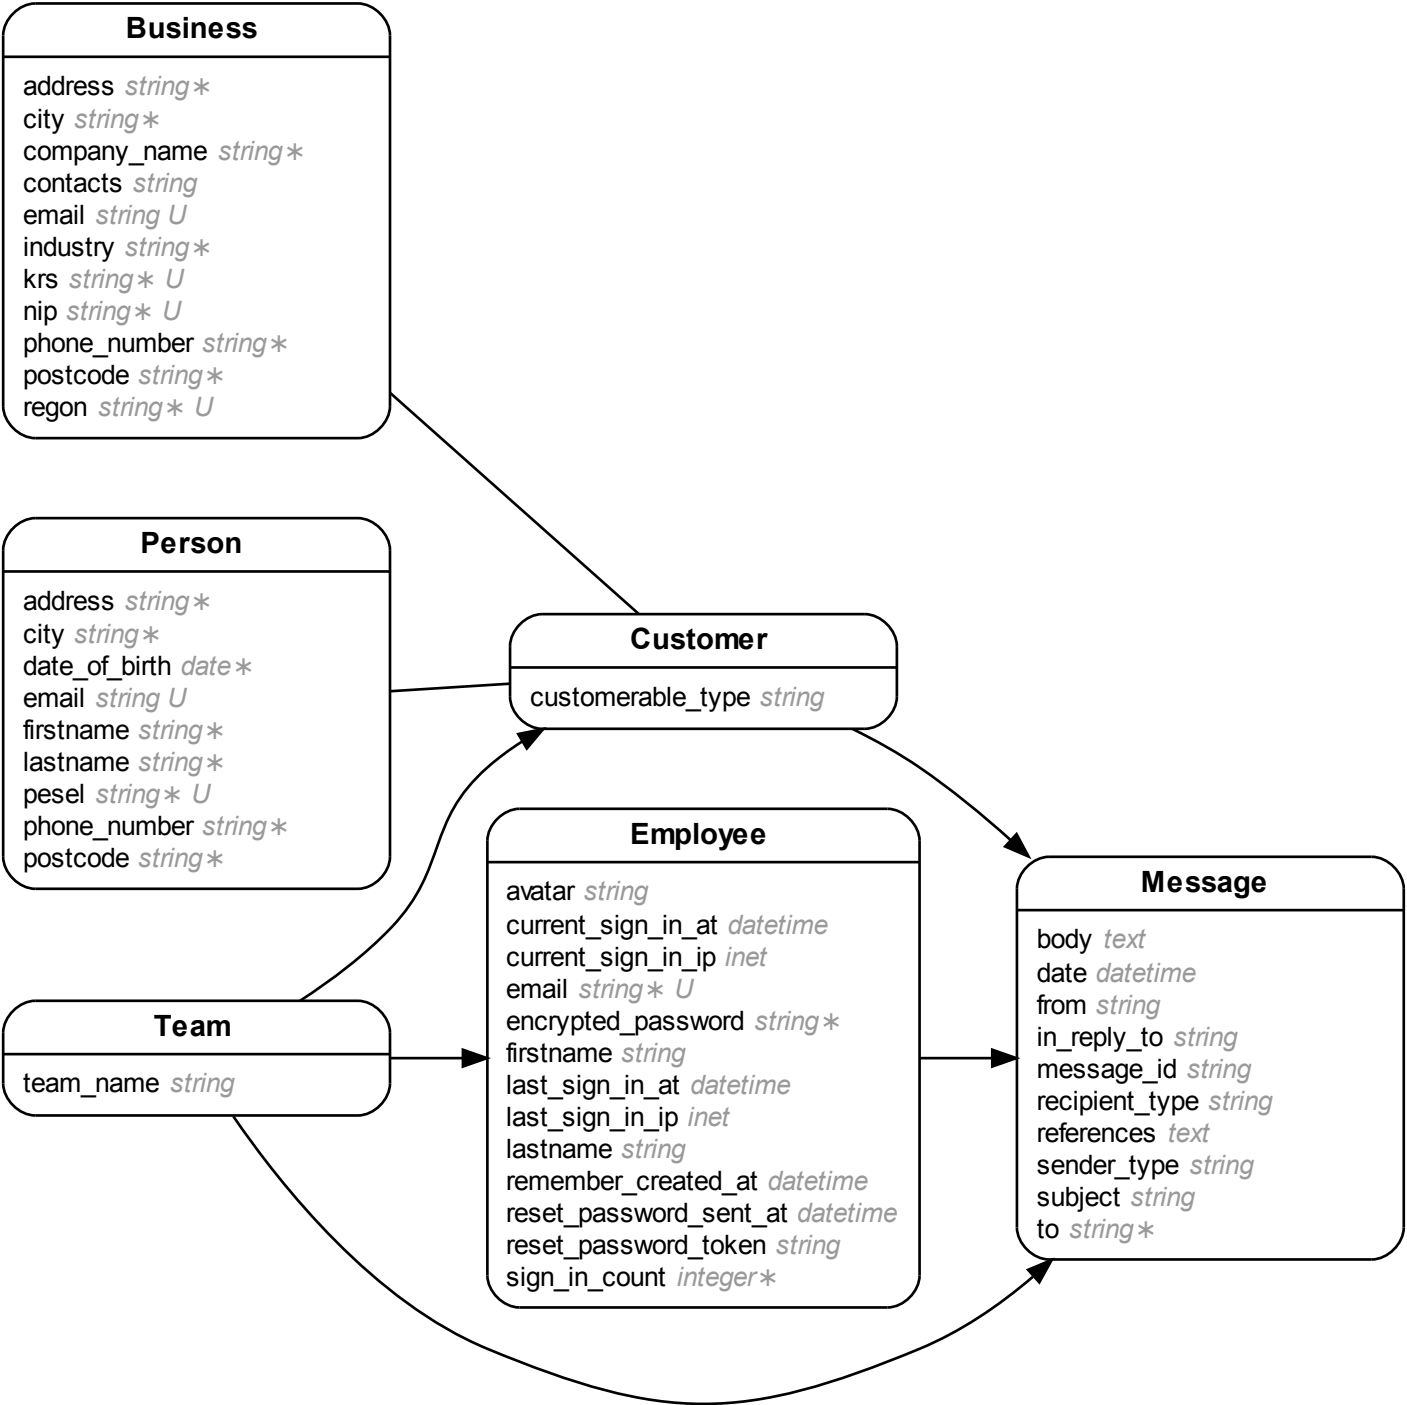 Business
address string∗
city string∗
company_name string∗
contacts string
email string U
industry string∗
krs string∗ U
nip string∗ U
phone_number string∗
postcode string∗
regon string∗ U
Person
address string∗
city string∗
date_of_birth date∗
email string U
firstname string∗
lastname string∗
pesel string∗ U
phone_number string∗
postcode string∗
Customer
customerable_type string
Employee
avatar string
current_sign_in_at datetime
current_sign_in_ip inet
email string∗ U
encrypted_password string∗
firstname string
last_sign_in_at datetime
last_sign_in_ip inet
lastname string
remember_created_at datetime
reset_password_sent_at datetime
reset_password_token string
sign_in_count integer∗
Team
team_name string
Message
body text
date datetime
from string
in_reply_to string
message_id string
recipient_type string
references text
sender_type string
subject string
to string∗